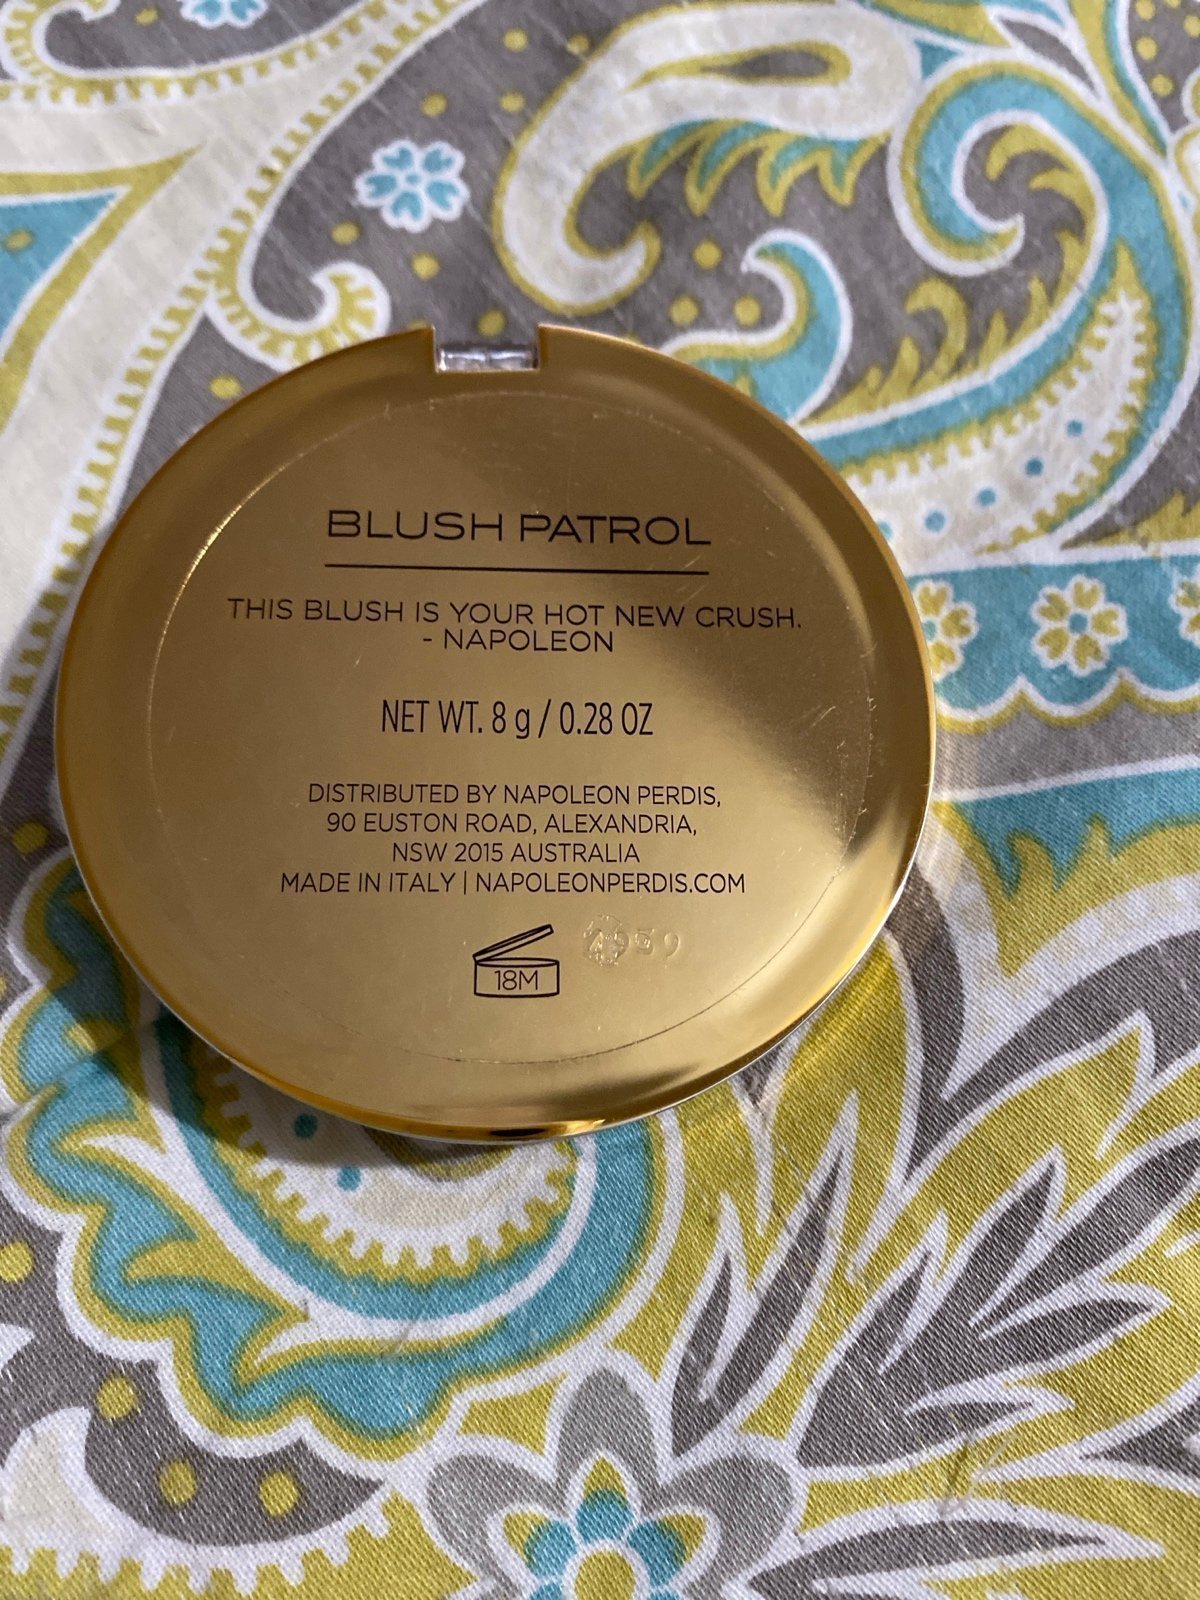 BLUSH PATROL
THIS BLUSH IS YOUR HOT NEW CRUSH.
- NAPOLEON
NET WT. 8 g / 0.28 OZ
DISTRIBUTED BY NAPOLEON PERDIS,
90 EUSTON ROAD, ALEXANDRIA,
NSW 2015 AUSTRALIA
MADE IN ITALY | NAPOLEONPERDIS.COM
18M